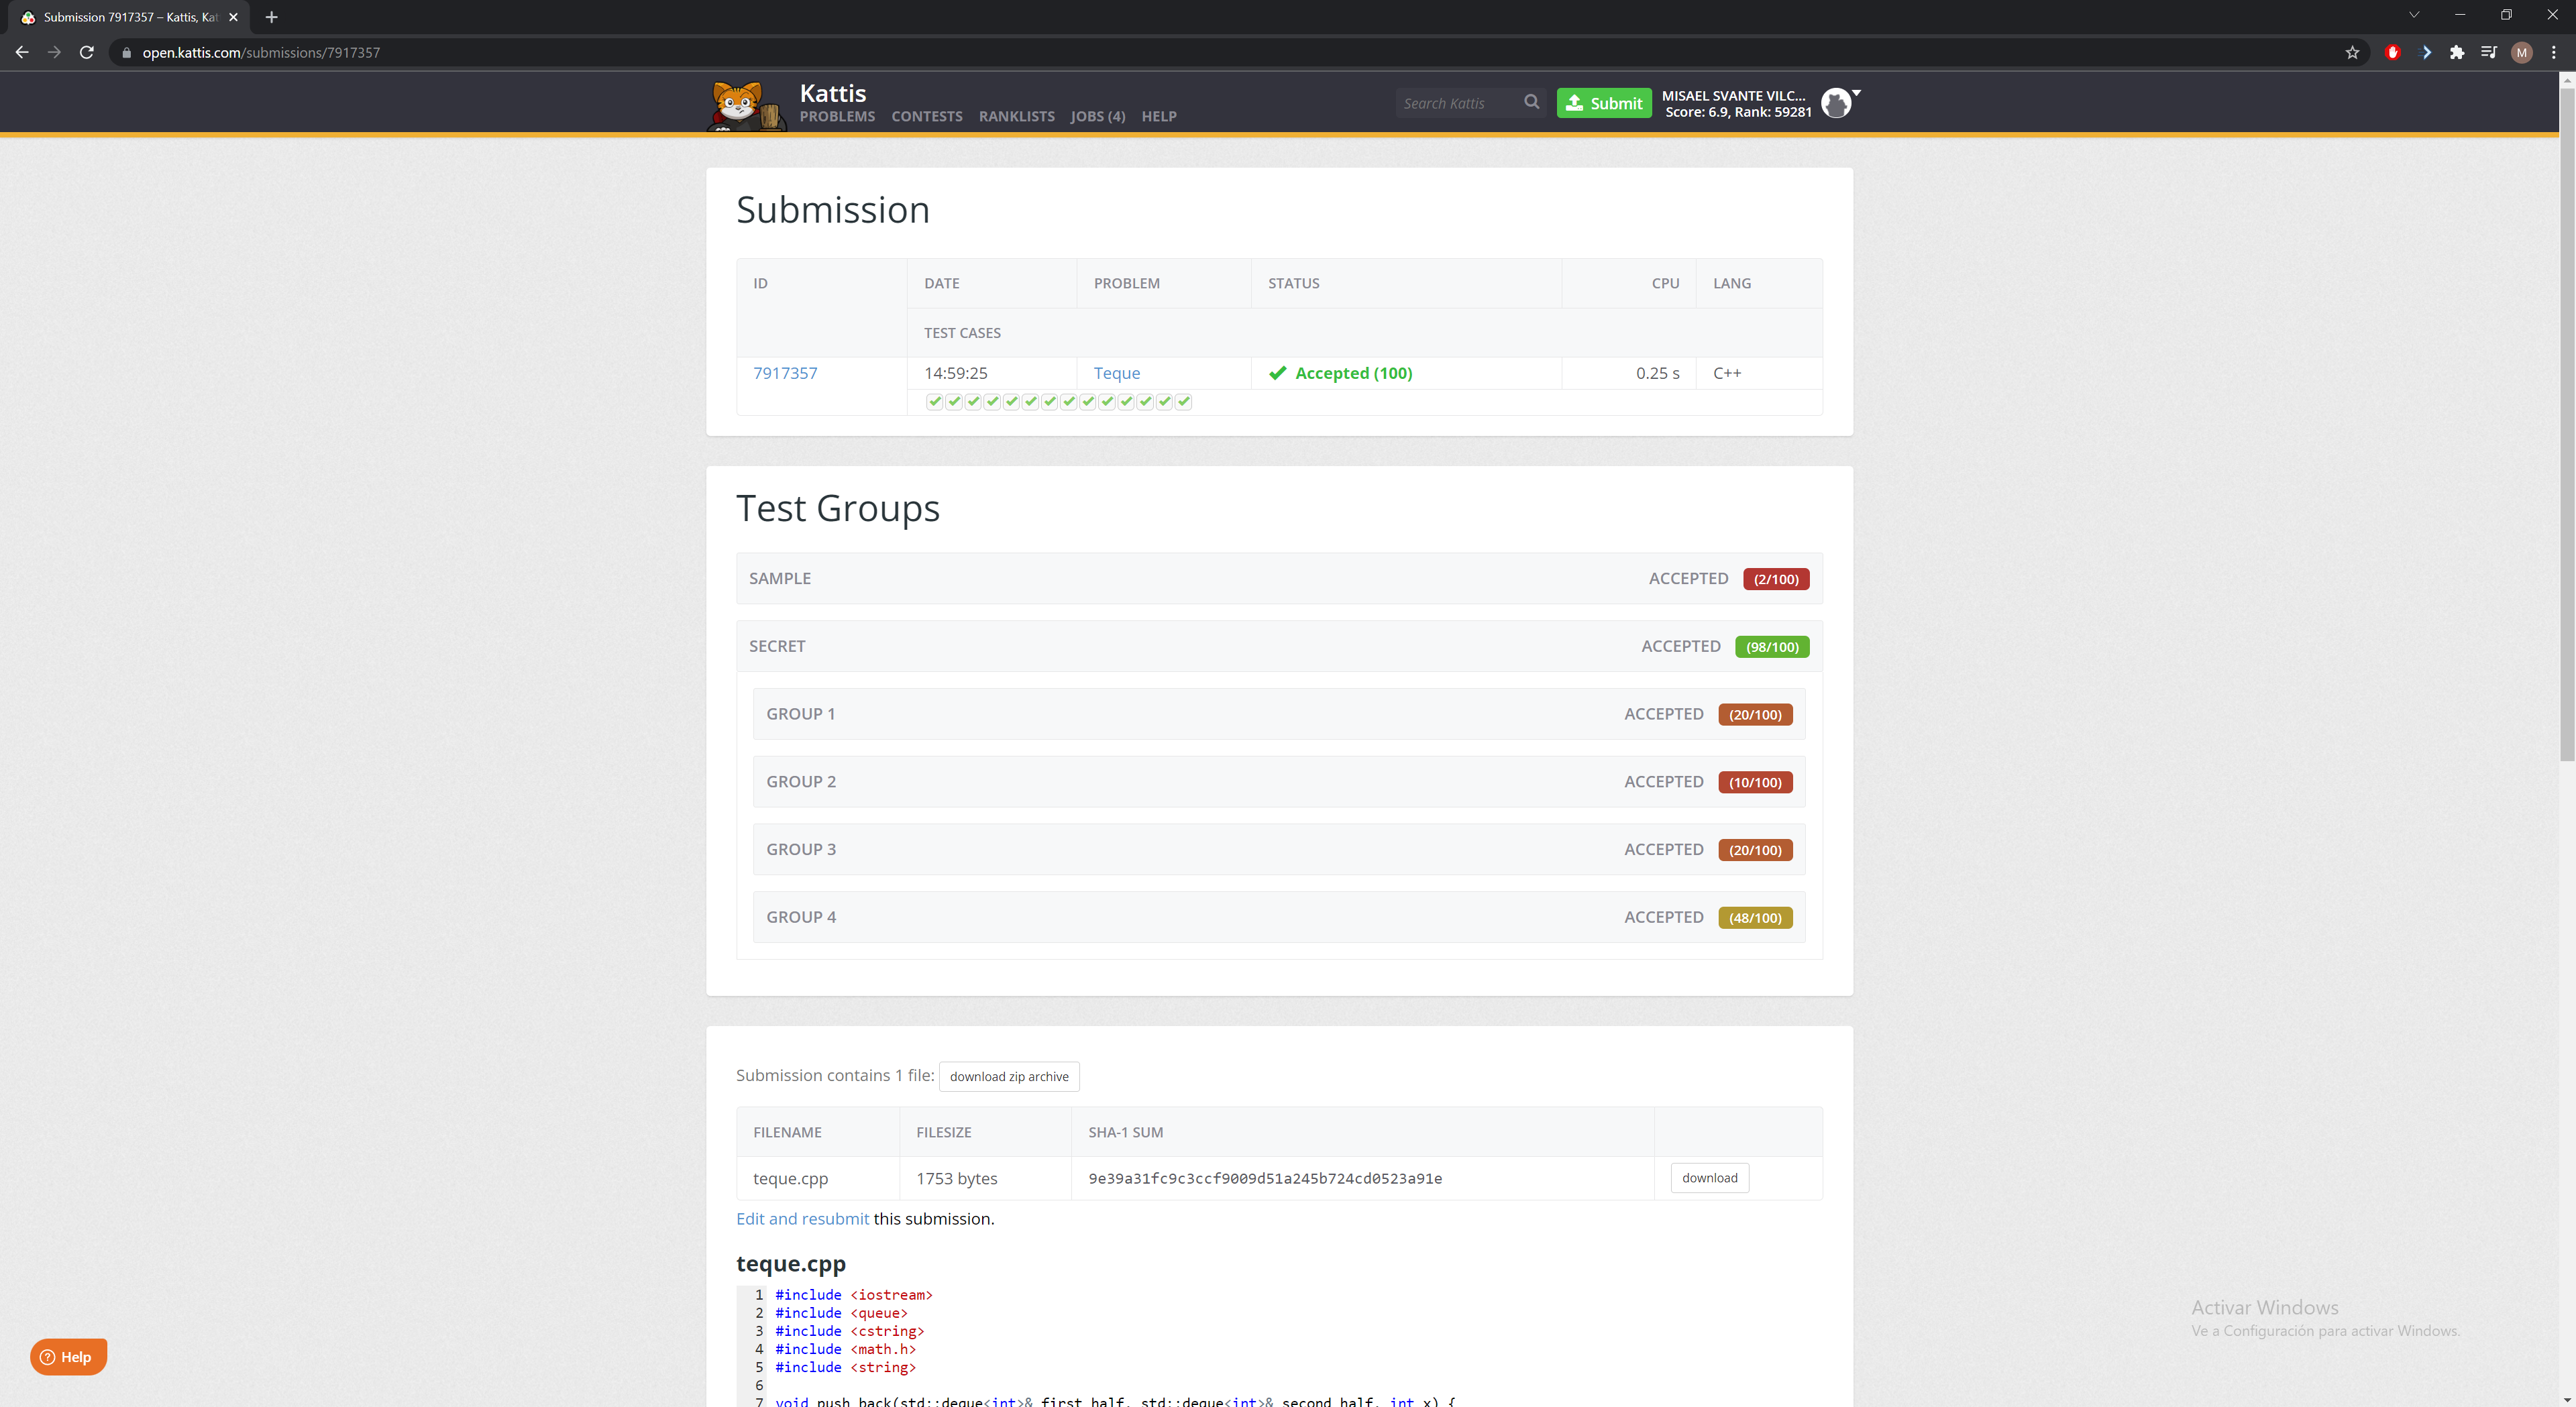 Submission 7917357 – Kattis, Kat
open.kattis.com/submissions/7917357
M
Kattis
PROBLEMS CONTESTS RANKLISTS JOBS (4) HELP
Search Kattis
Submit
MISAEL SVANTE VILC...
Score: 6.9, Rank: 59281
Submission
ID DATE PROBLEM STATUS CPU LANG
TEST CASES
7917357 14:59:25 Teque Accepted (100) 0.25 s C++
Test Groups
SAMPLE ACCEPTED (2/100)
SECRET ACCEPTED (98/100)
GROUP 1 ACCEPTED (20/100)
GROUP 2 ACCEPTED (10/100)
GROUP 3 ACCEPTED (20/100)
GROUP 4 ACCEPTED (48/100)
Submission contains 1 file: download zip archive
FILENAME FILESIZE SHA-1 SUM
teque.cpp 1753 bytes 9e39a31fc9c3ccf9009d51a245b724cd0523a91e download
Edit and resubmit this submission.
teque.cpp
1 #include <iostream>
2 #include <queue>
3 #include <cstring>
4 #include <math.h>
5 #include <string>
6
7 void push_back(std::deque<int>& first_half, std::deque<int>& second_half, int x) {
Activar Windows
Ve a Configuración para activar Windows.
? Help